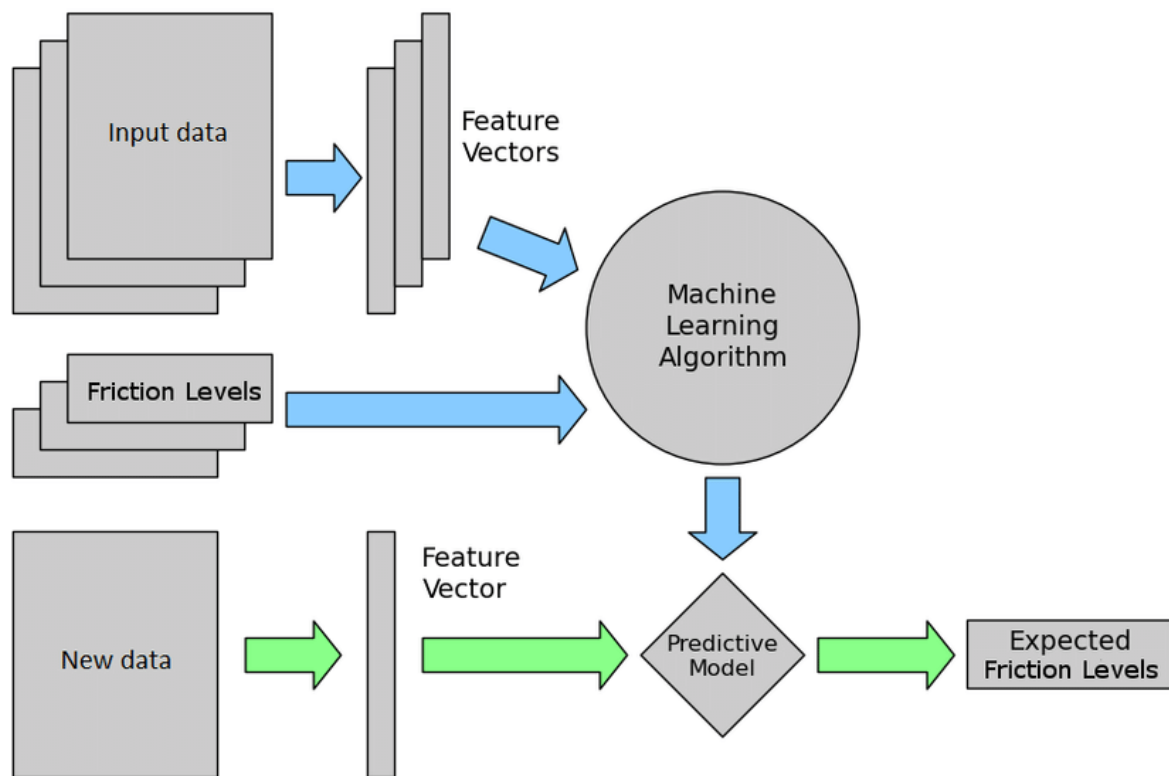 Input data
Feature
Vectors
Machine
Learning
Algorithm
Friction Levels
Feature
Vector
New data
Predictive
Model
Expected
Friction Levels